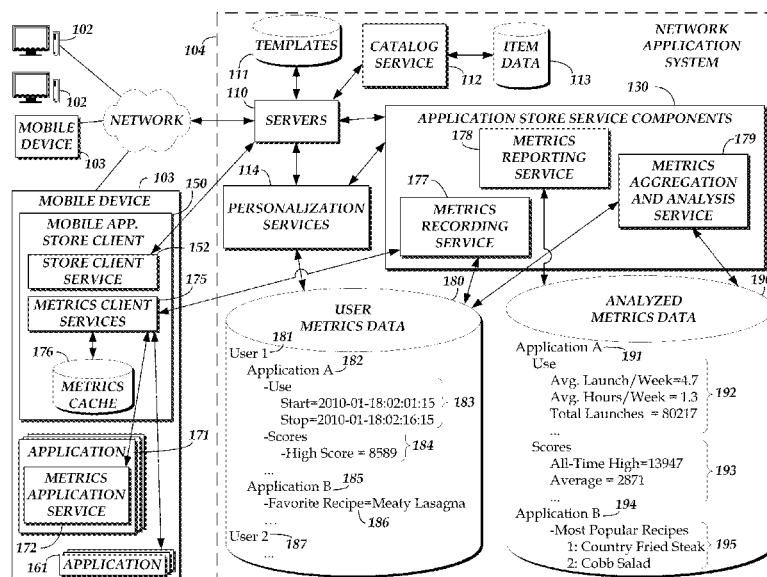 102
102
MOBILE
DEVICE
103
NETWORK
104
TEMPLATES
111
110
SERVERS
CATALOG
SERVICE
112
ITEM
DATA
113
NETWORK
APPLICATION
SYSTEM
130
APPLICATION STORE SERVICE COMPONENTS
178
METRICS
REPORTING
SERVICE
179
METRICS
AGGREGATION
AND ANALYSIS
SERVICE
177
METRICS
RECORDING
SERVICE
114
PERSONALIZATION
SERVICES
103
MOBILE DEVICE
150
MOBILE APP.
STORE CLIENT
152
STORE CLIENT
SERVICE
175
METRICS CLIENT
SERVICES
176
METRICS
CACHE
171
APPLICATION
METRICS
APPLICATION
SERVICE
172
161
APPLICATION
180
USER
METRICS DATA
181
User 1
182
Application A
-Use
Start=2010-01-18:02:01:15
Stop=2010-01-18:02:16:15
183
-Scores
-High Score = 8589
184
...
185
Application B
-Favorite Recipe=Meaty Lasagna
...
186
User 2
187
...
190
ANALYZED
METRICS DATA
Application A
191
Use
Avg. Launch/Week=4.7
Avg. Hours/Week = 1.3
Total Launches = 80217
...
192
Scores
All-Time High=13947
Average = 2871
...
193
Application B
194
-Most Popular Recipes
1: Country Fried Steak
2: Cobb Salad
195